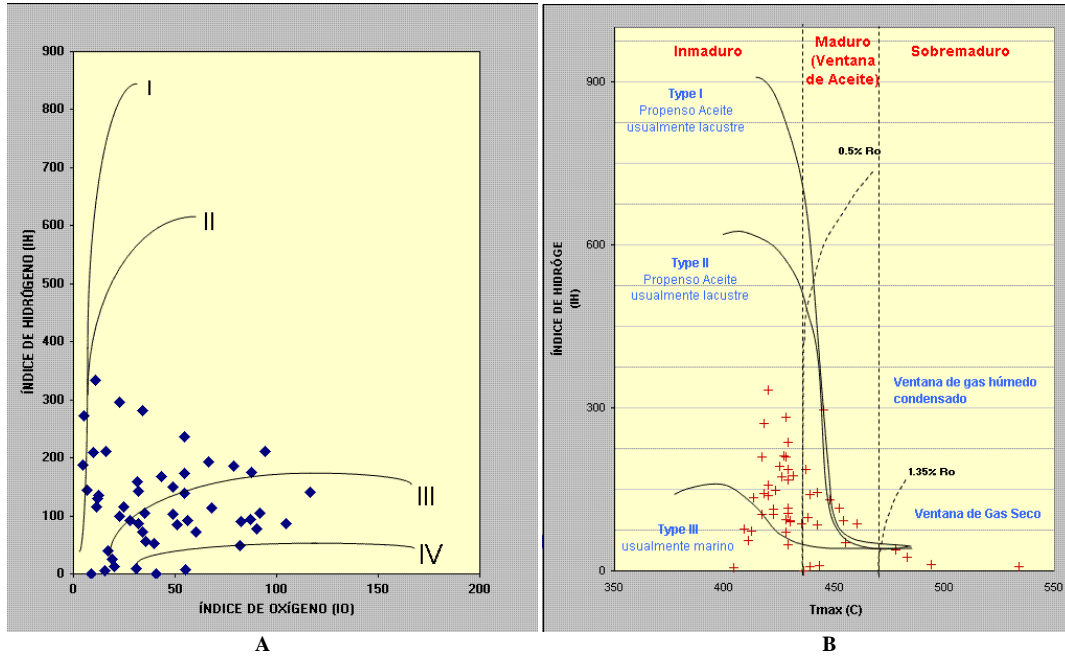 900
800
700
600
500
400
300
200
100
0
ÍNDICE DE HIDRÓGENO (IH)
I
II
III
IV
0
50
100
150
200
ÍNDICE DE OXÍGENO (IO)
A
Inmaduro
Maduro
(Ventana
de Aceite)
Sobremaduro
900
600
300
0
ÍNDICE DE HIDRÓGE
(IH)
Type I
Propenso Aceite
usualmente lacustre
0.5% Ro
Type II
Propenso Aceite
usualmente lacustre
Ventana de gas húmedo
condensado
1.35% Ro
Type III
usualmente marino
Ventana de Gas Seco
350
400
450
500
550
Tmax (C)
B